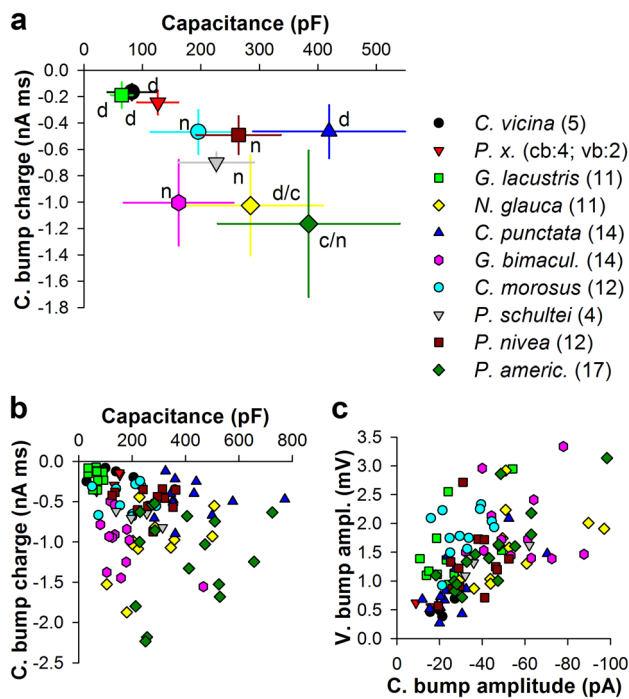 a
Capacitance (pF)
0 100 200 300 400 500
C. bump charge (nA ms)
0.0
-0.2
-0.4
-0.6
-0.8
-1.0
-1.2
-1.4
-1.6
-1.8
d
d
d
n
n
d
n
n
d/c
c/n
C. vicina (5)
P. x. (cb:4; vb:2)
G. lacustris (11)
N. glauca (11)
C. punctata (14)
G. bimacul. (14)
C. morosus (12)
P. schultei (4)
P. nivea (12)
P. americ. (17)
b
Capacitance (pF)
0 200 400 600 800
C. bump charge (nA ms)
0.0
-0.5
-1.0
-1.5
-2.0
-2.5
c
V. bump ampl. (mV)
3.5
3.0
2.5
2.0
1.5
1.0
0.5
0.0
0 -20 -40 -60 -80 -100
C. bump amplitude (pA)